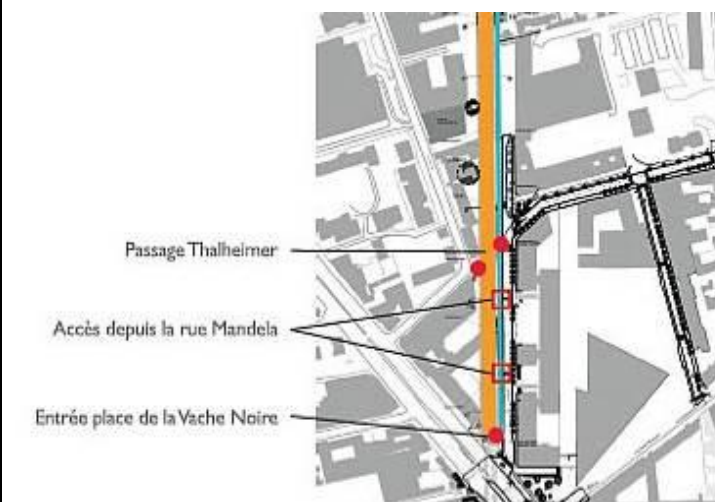 Passage Thalheimer
Accès depuis la rue Mandela
Entrée place de la Vache Noire